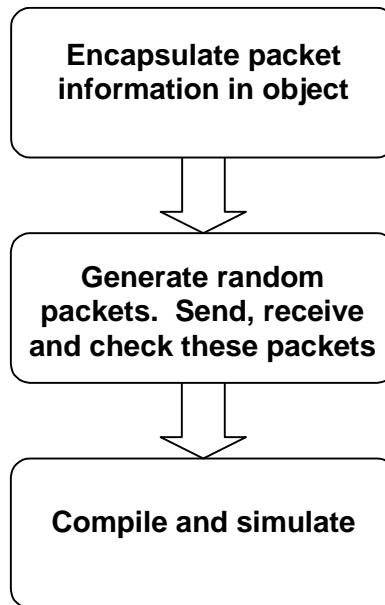 Encapsulate packet
information in object
Generate random
packets.  Send, receive
and check these packets
Compile and simulate